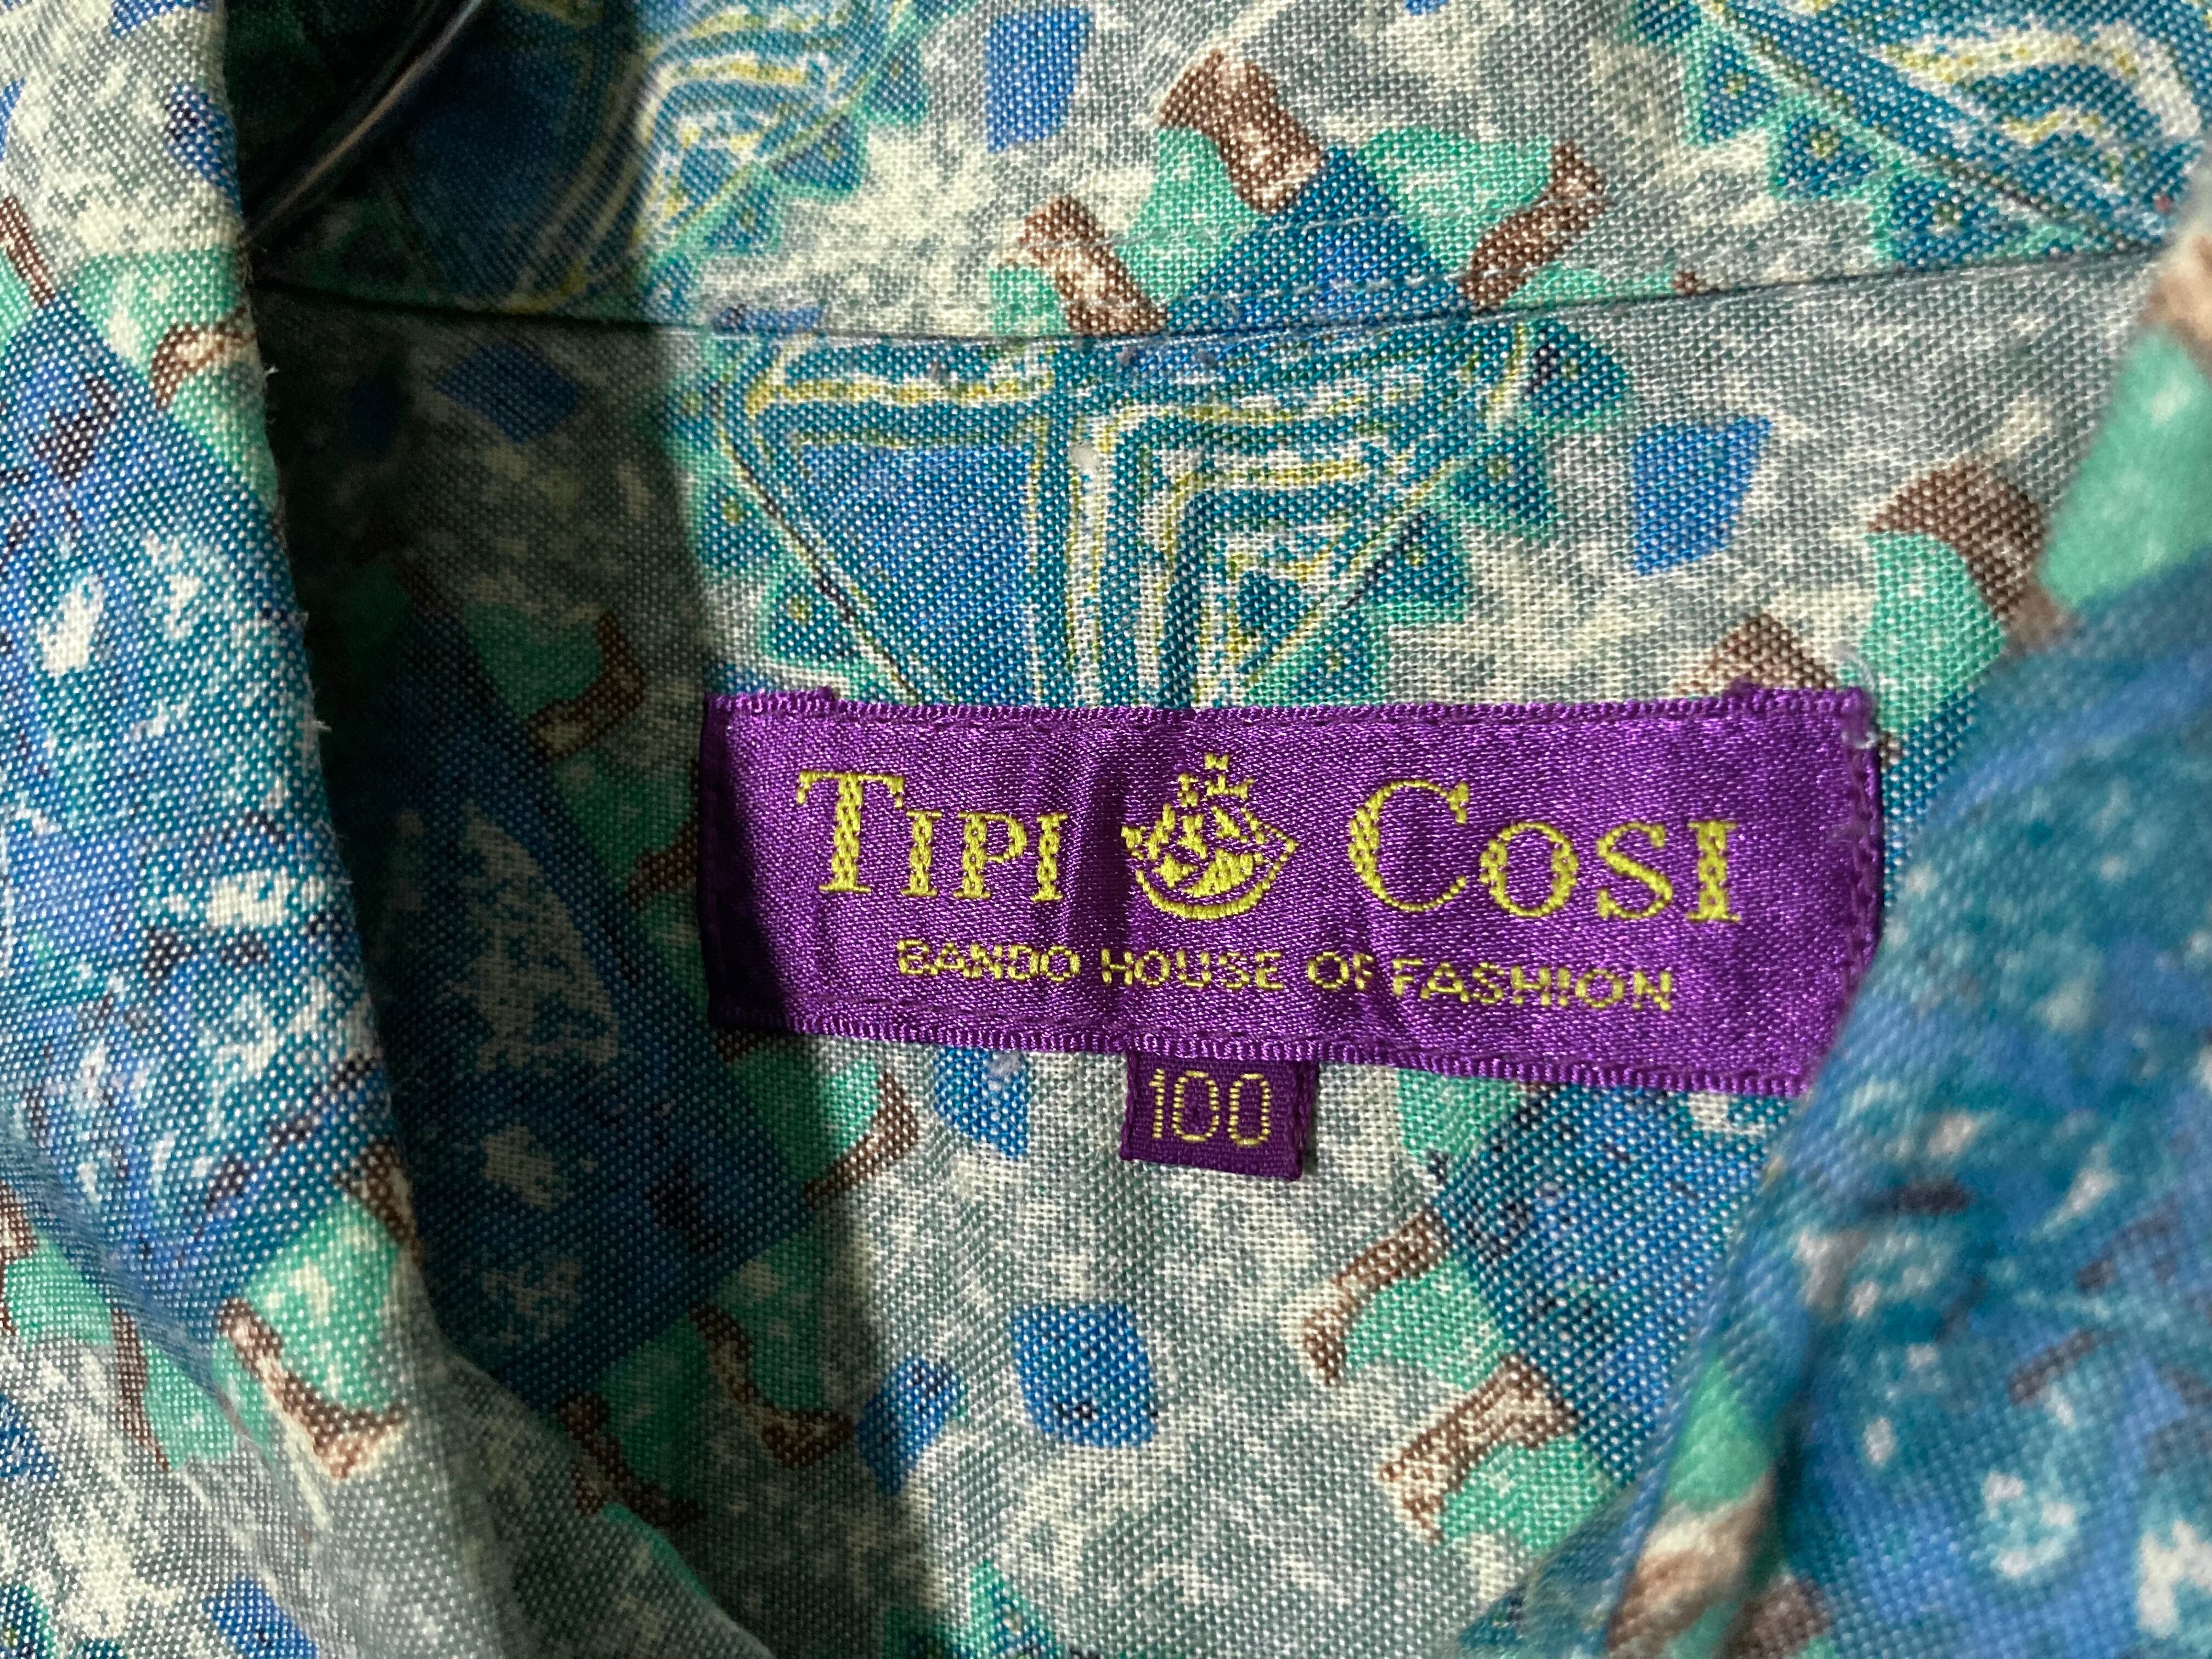 TIPI COSI
BANDO HOUSE OF FASHION
100